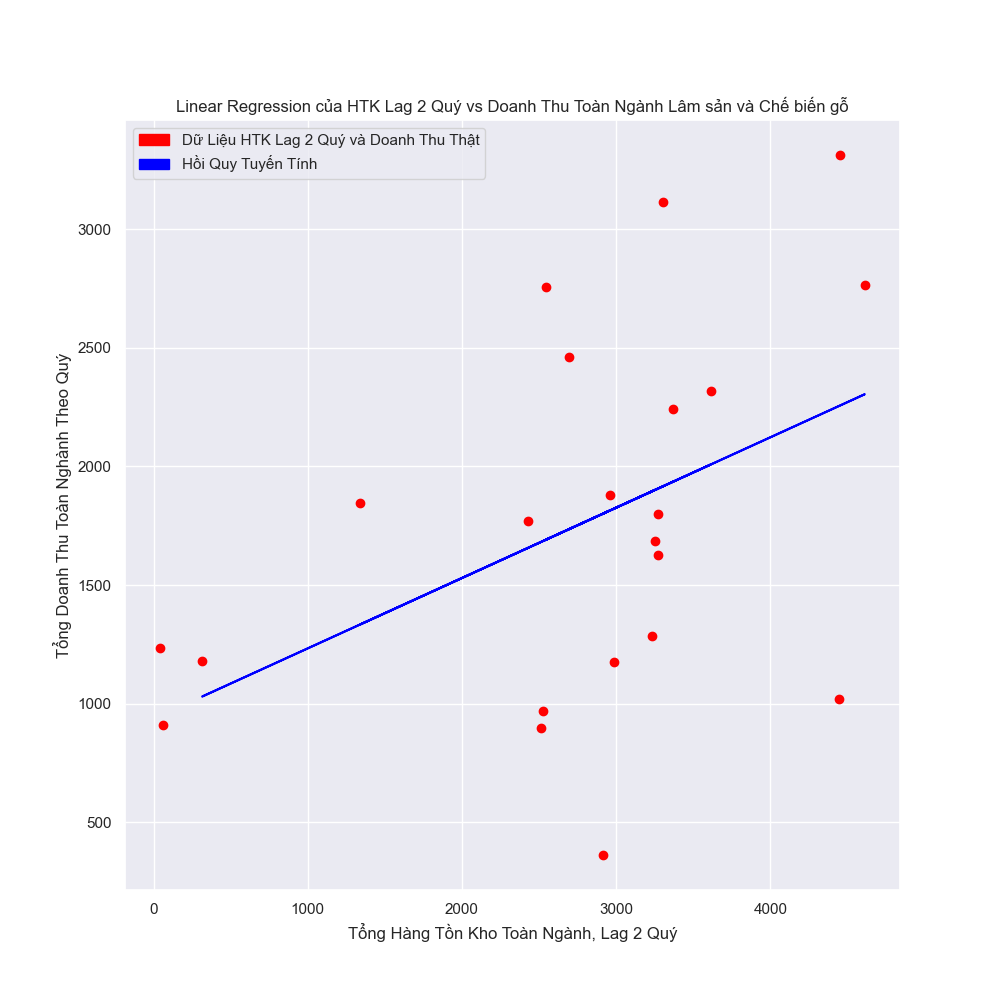 Linear Regression của HTK Lag 2 Quý vs Doanh Thu Toàn Ngành Lâm sản và Chế biến gỗ
Dữ Liệu HTK Lag 2 Quý và Doanh Thu Thật
Hồi Quy Tuyến Tính
Tổng Doanh Thu Toàn Nghành Theo Quý
3000
2500
2000
1500
1000
500
0
1000
2000
3000
4000
Tổng Hàng Tồn Kho Toàn Ngành, Lag 2 Quý